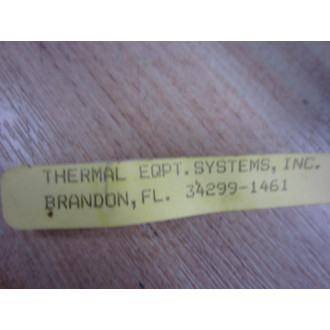 THERMAL EQPT. SYSTEMS, INC.
BRANDON, FL. 34299-1461